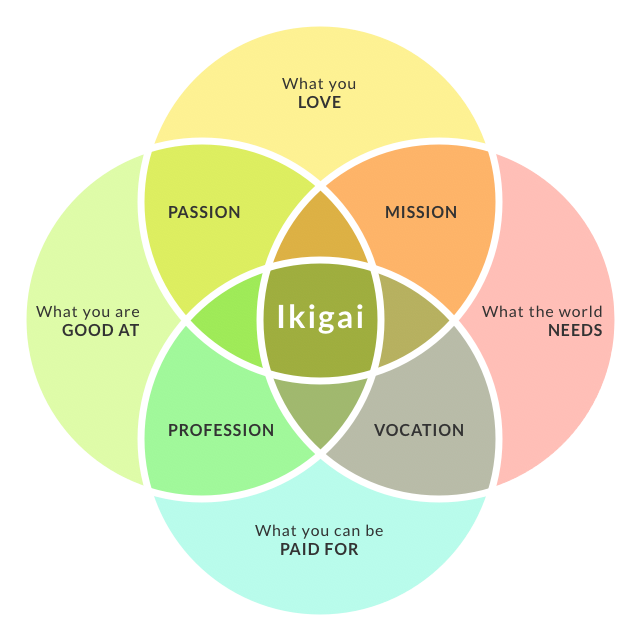 What you
LOVE
PASSION
MISSION
What you are
GOOD AT
Ikigai
What the world
NEEDS
PROFESSION
VOCATION
What you can be
PAID FOR